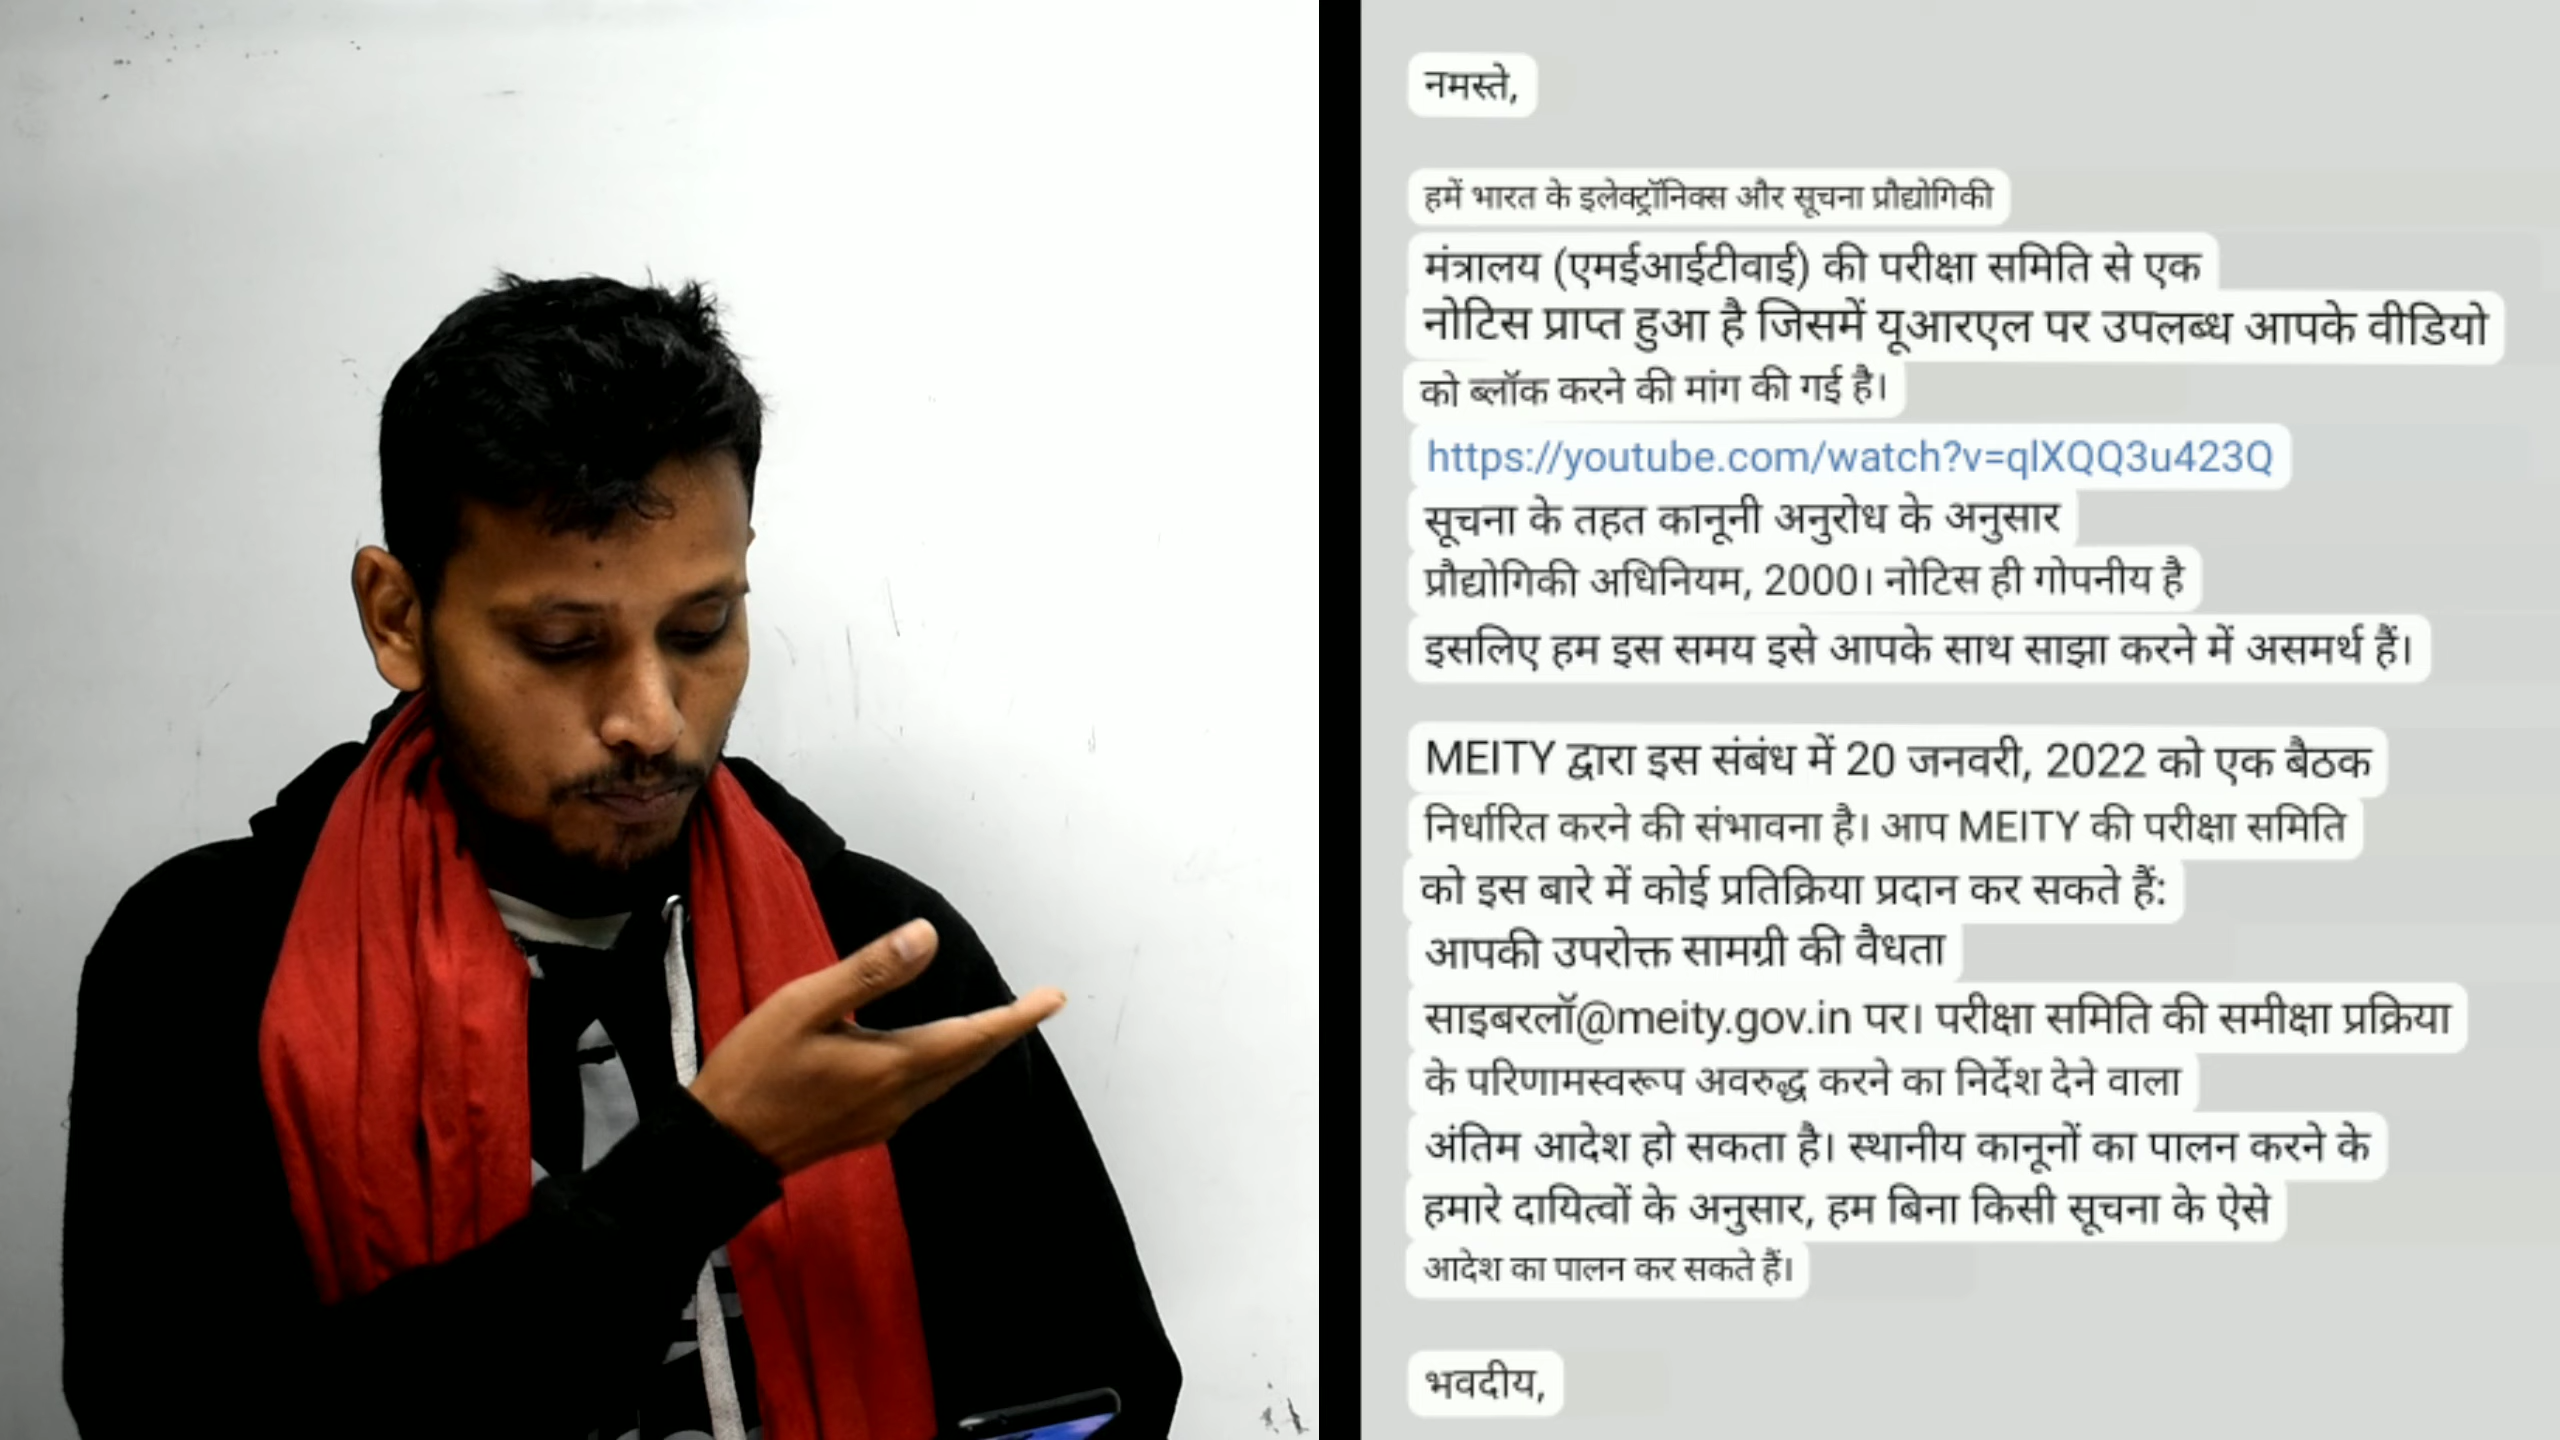 नमस्ते,
हमें भारत के इलेक्ट्रॉनिक्स और सूचना प्रौद्योगिकी
मंत्रालय (एमईआईटीवाई) की परीक्षा समिति से एक
नोटिस प्राप्त हुआ है जिसमें यूआरएल पर उपलब्ध आपके वीडियो
को ब्लॉक करने की मांग की गई है।
https://youtube.com/watch?v=qlXQQ3u423Q
सूचना के तहत कानूनी अनुरोध के अनुसार
प्रौद्योगिकी अधिनियम, 2000। नोटिस ही गोपनीय है
इसलिए हम इस समय इसे आपके साथ साझा करने में असमर्थ हैं।
MEITY द्वारा इस संबंध में 20 जनवरी, 2022 को एक बैठक
निर्धारित करने की संभावना है। आप MEITY की परीक्षा समिति
को इस बारे में कोई प्रतिक्रिया प्रदान कर सकते हैं:
आपकी उपरोक्त सामग्री की वैधता
साइबरलॉ@meity.gov.in पर। परीक्षा समिति की समीक्षा प्रक्रिया
के परिणामस्वरूप अवरुद्ध करने का निर्देश देने वाला
अंतिम आदेश हो सकता है। स्थानीय कानूनों का पालन करने के
हमारे दायित्वों के अनुसार, हम बिना किसी सूचना के ऐसे
आदेश का पालन कर सकते हैं।
भवदीय,